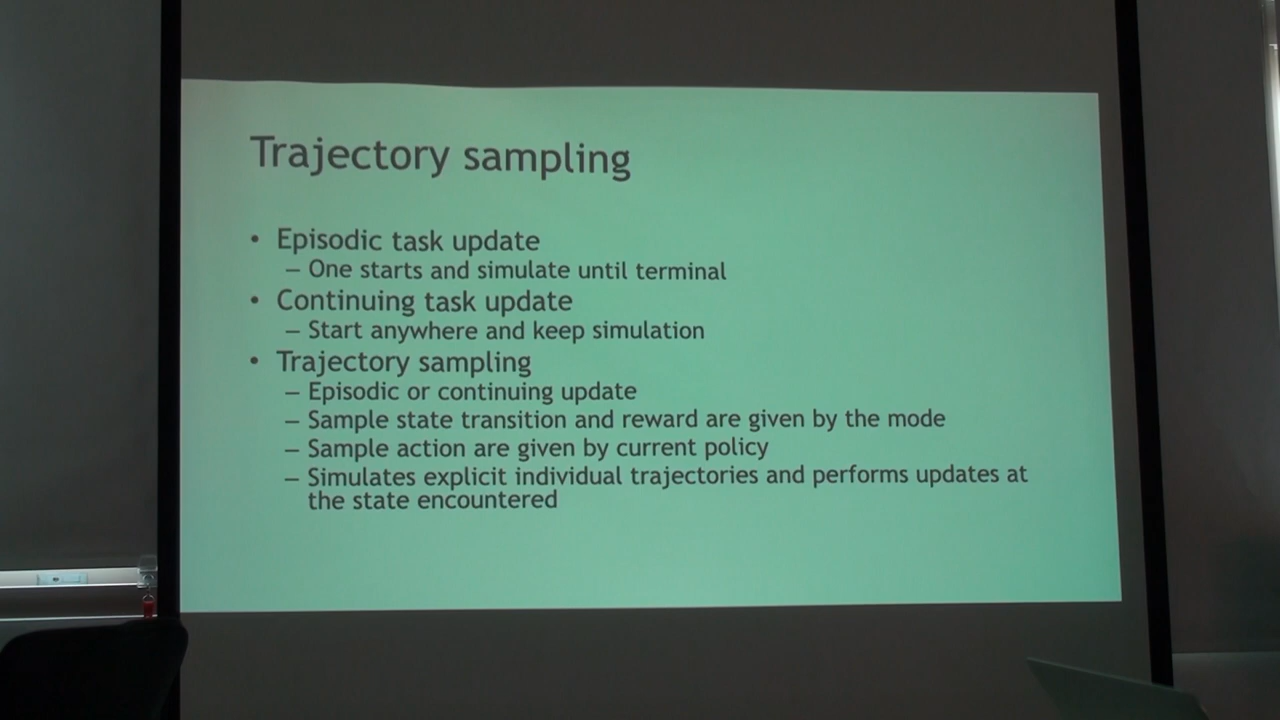 Trajectory sampling
• Episodic task update
– One starts and simulate until terminal
• Continuing task update
– Start anywhere and keep simulation
• Trajectory sampling
– Episodic or continuing update
– Sample state transition and reward are given by the mode
– Sample action are given by current policy
– Simulates explicit individual trajectories and performs updates at
the state encountered